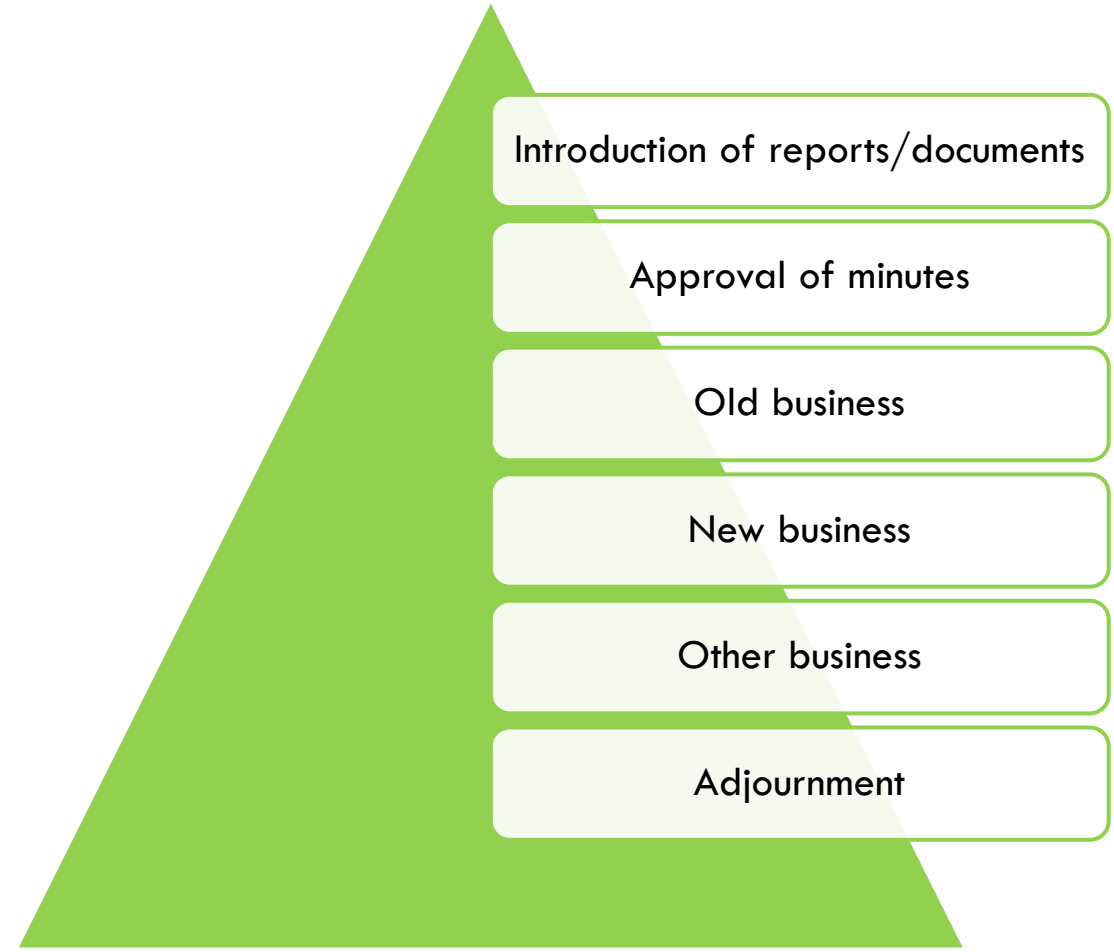 Introduction of reports/documents
Approval of minutes
Old business
New business
Other business
Adjournment